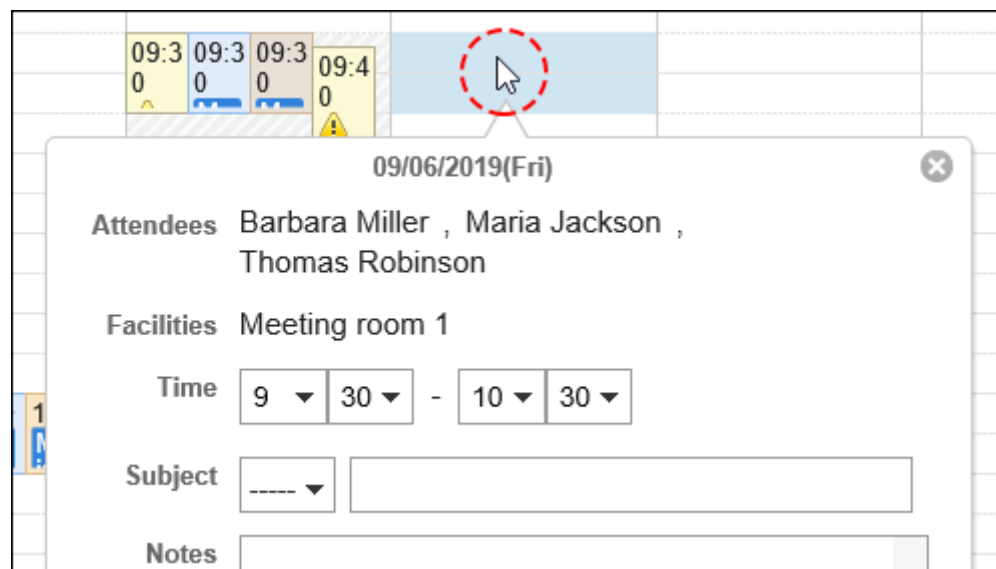 09:3 09:3 09:3 09:4
0 0 0 0
09/06/2019(Fri)
Attendees Barbara Miller , Maria Jackson ,
Thomas Robinson
Facilities Meeting room 1
Time 9 30 - 10 30
1
Subject -----
Notes